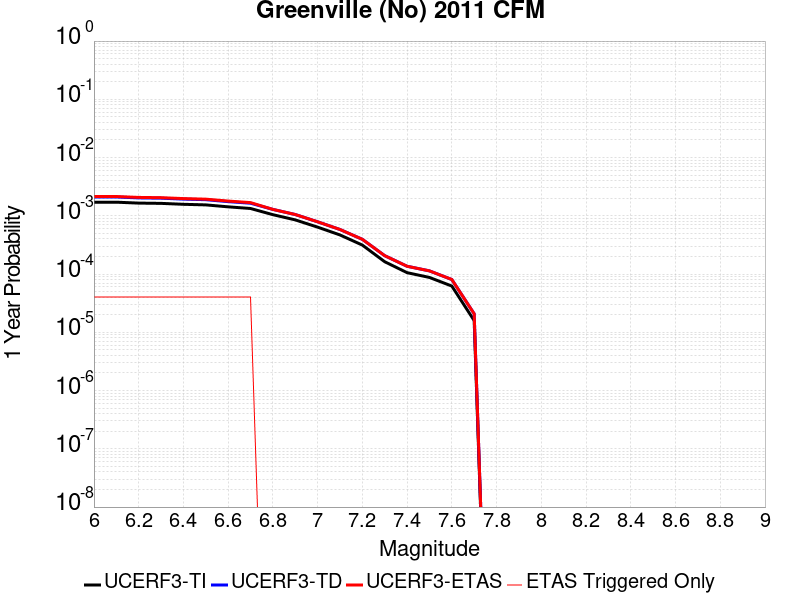 Greenville (No) 2011 CFM
10^0
10^-1
10^-2
10^-3
10^-4
10^-5
10^-6
10^-7
10^-8
1 Year Probability
6 6.2 6.4 6.6 6.8 7 7.2 7.4 7.6 7.8 8 8.2 8.4 8.6 8.8 9
Magnitude
UCERF3-TI UCERF3-TD UCERF3-ETAS ETAS Triggered Only